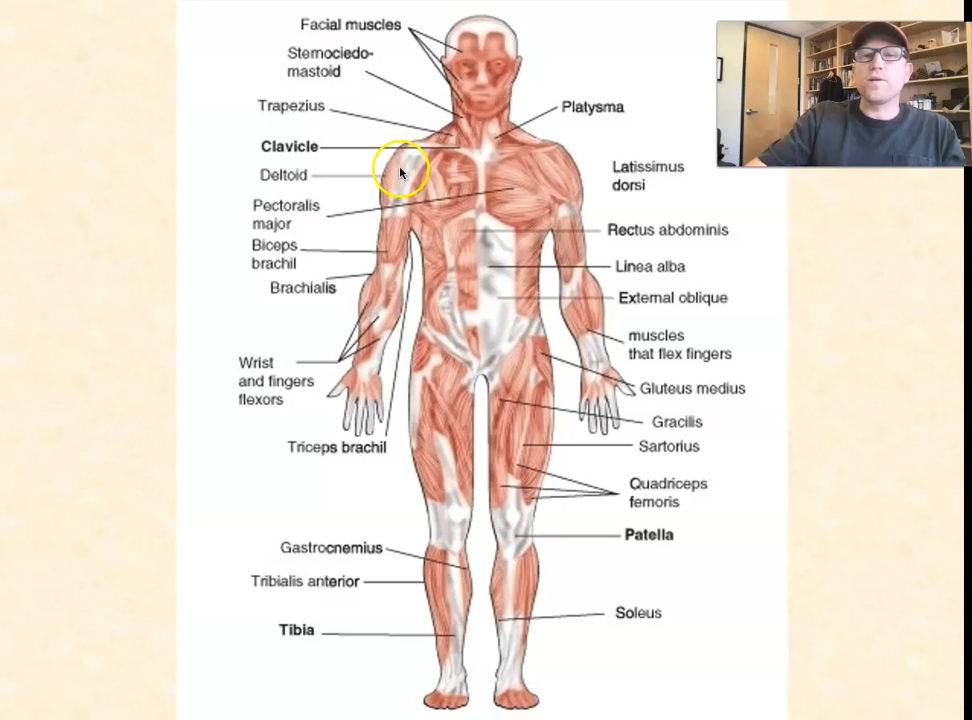 Facial muscles
Sternociedo-
mastoid
Trapezius
Clavicle
Deltoid
Pectoralis
major
Biceps
brachil
Brachialis
Wrist
and fingers
flexors
Triceps brachil
Gastrocnemius
Tribialis anterior
Tibia
Platysma
Latissimus
dorsi
Rectus abdominis
Linea alba
External oblique
muscles
that flex fingers
Gluteus medius
Gracilis
Sartorius
Quadriceps
femoris
Patella
Soleus